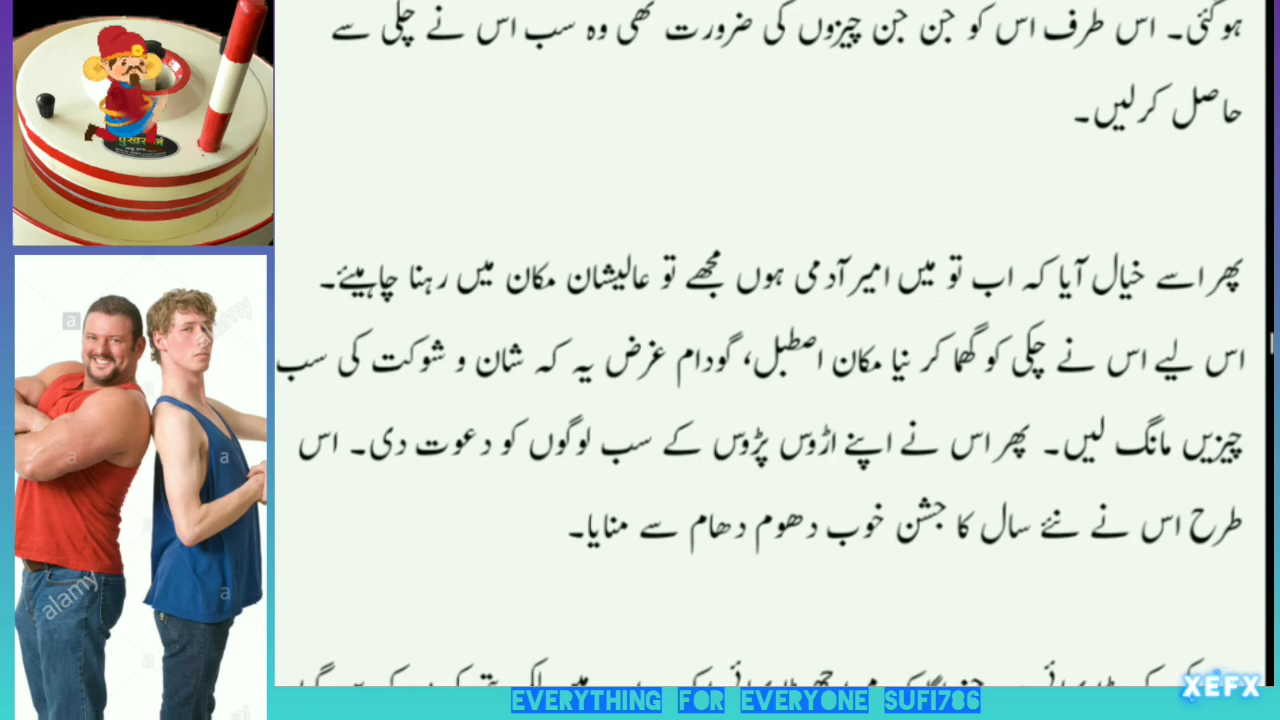 ہوگئی۔ اس طرف اس کو جن جن چیزوں کی ضرورت تھی وہ سب اس نے چکی سے
حاصل کرلیں۔
پھر اسے خیال آیا کہ اب تو میں امیر آدمی ہوں مجھے تو عالیشان مکان میں رہنا چاہیئے۔
اس لیے اس نے چکی کو گھما کر نیا مکان اصطبل، گودام غرض یہ کہ شان و شوکت کی سب
چیزیں مانگ لیں۔ پھر اس نے اپنے اڑوس پڑوس کے سب لوگوں کو دعوت دی۔ اس
طرح اس نے نئے سال کا جشن خوب دھوم دھام سے منایا۔
a
alamy
a
a
a
alamy
EVERYTHING FOR EVERYONE SUFI786
XEFX